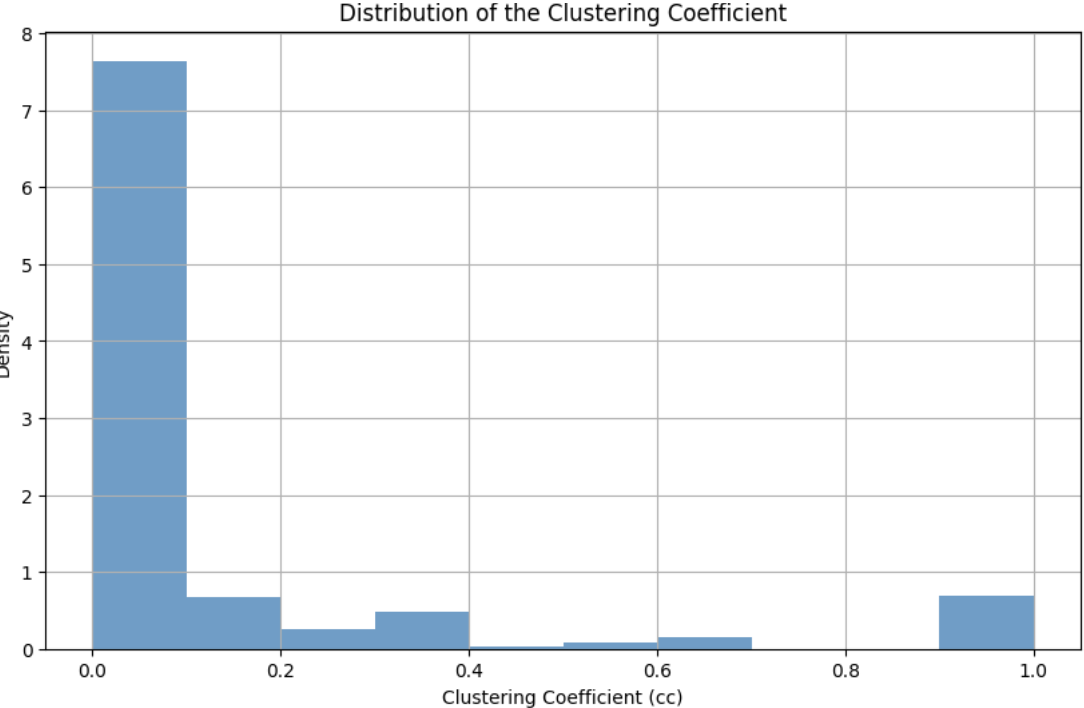 Distribution of the Clustering Coefficient
8
7
6
5
4
3
2
1
0
Density
0.0 0.2 0.4 0.6 0.8 1.0
Clustering Coefficient (cc)